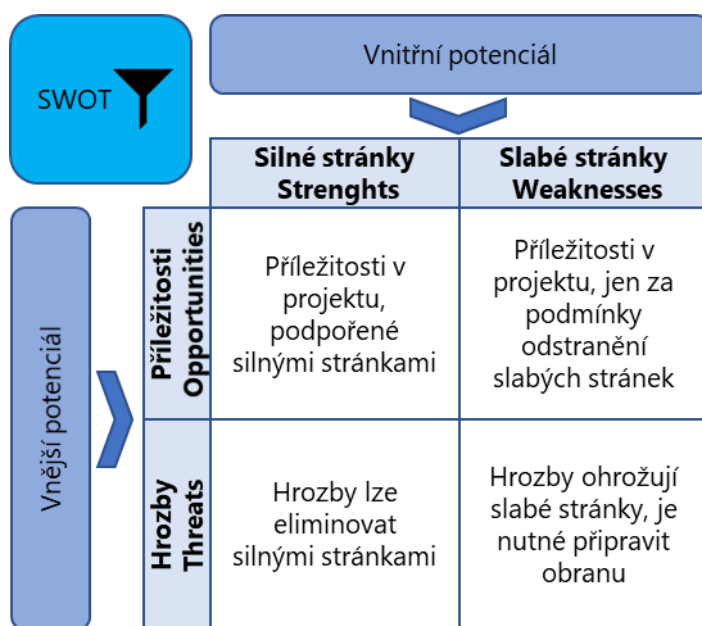 SWOT
Vnitřní potenciál
Silné stránky
Strenghts
Slabé stránky
Weaknesses
Vnější potenciál
Příležitosti
Opportunities
Příležitosti v
projektu,
podpořené
silnými stránkami
Příležitosti v
projektu, jen za
podmínky
odstranění
slabých stránek
Hrozby
Threats
Hrozby lze
eliminovat
silnými stránkami
Hrozby ohrožují
slabé stránky, je
nutné připravit
obranu